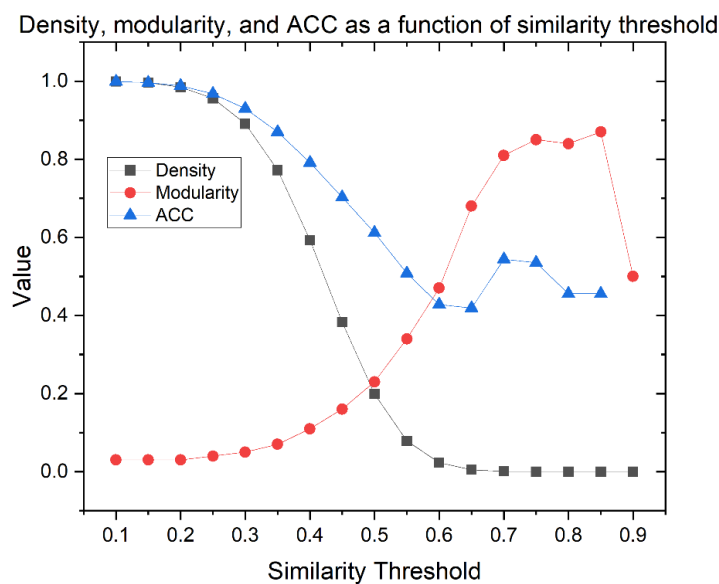 Density, modularity, and ACC as a function of similarity threshold
1.0
0.8
0.6
0.4
0.2
0.0
Value
Density
Modularity
ACC
0.1 0.2 0.3 0.4 0.5 0.6 0.7 0.8 0.9
Similarity Threshold